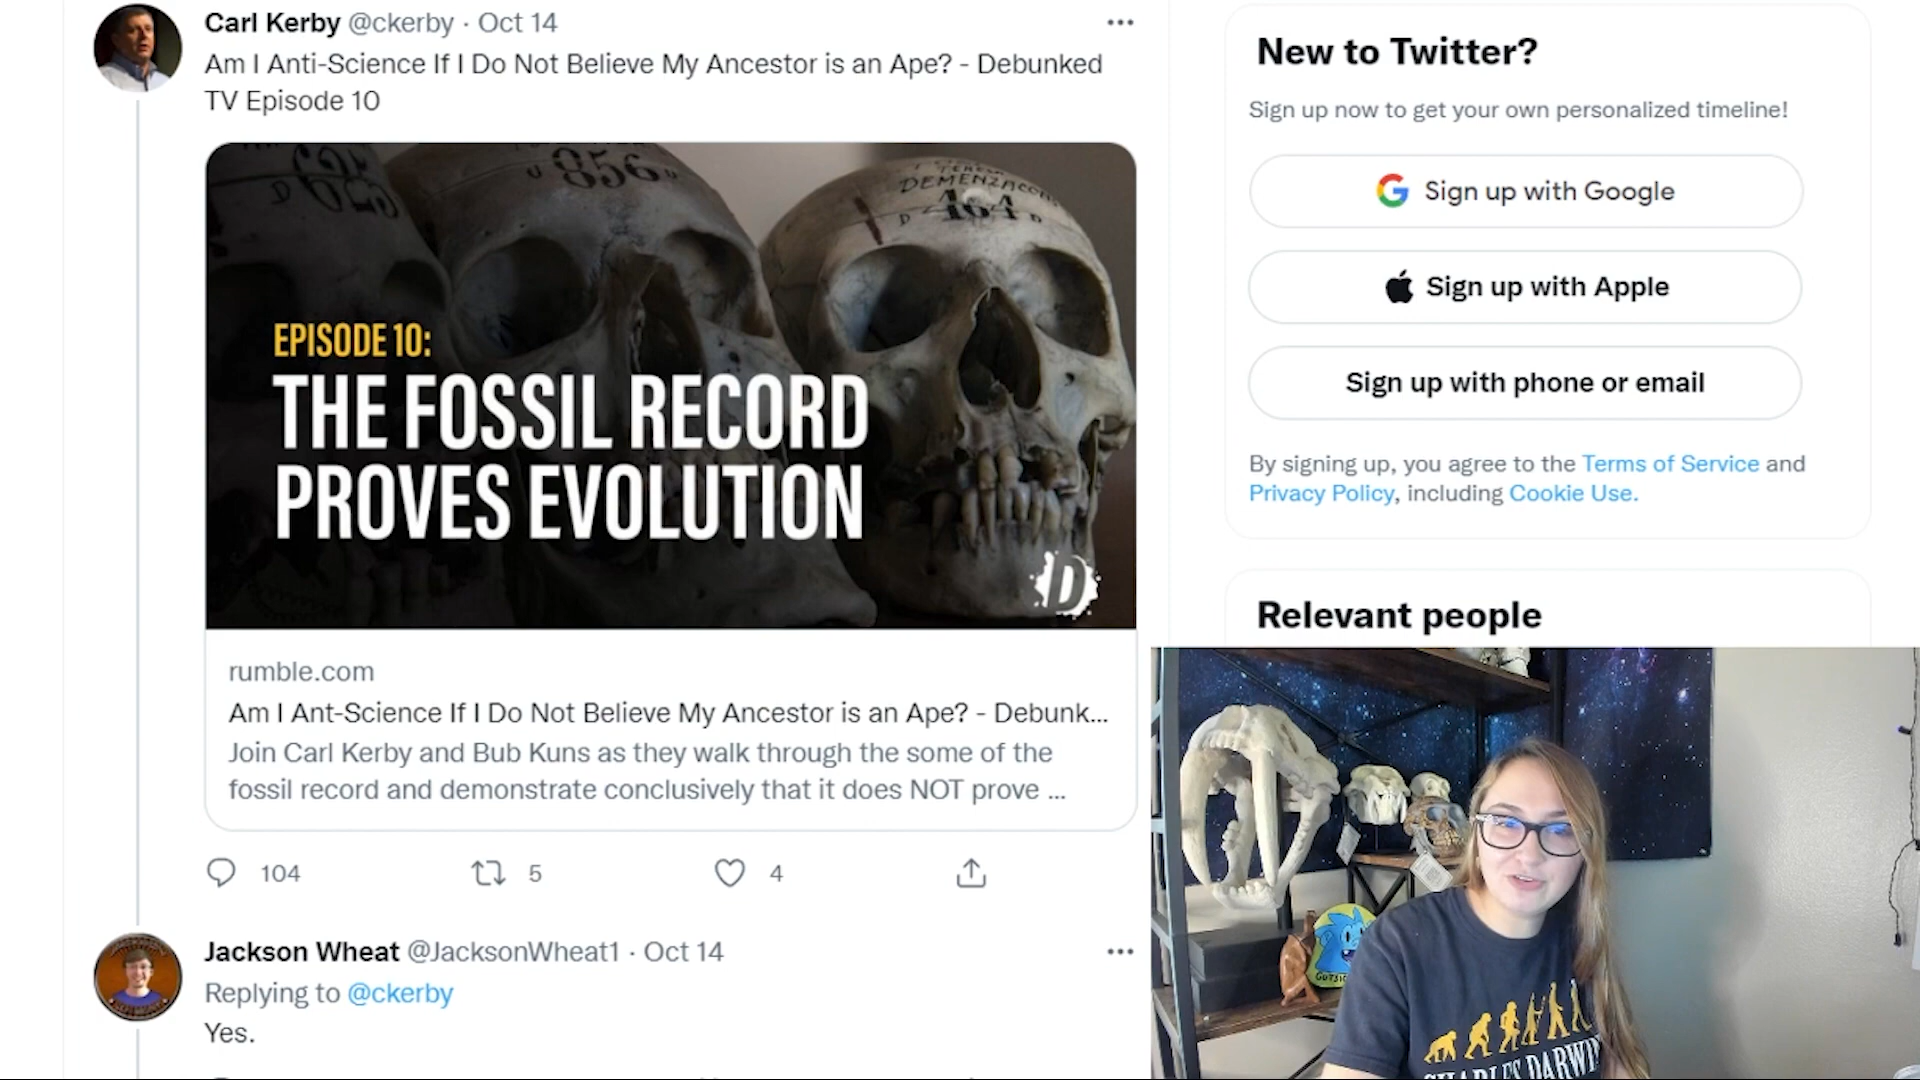 Carl Kerby @ckerby · Oct 14
Am I Anti-Science If I Do Not Believe My Ancestor is an Ape? - Debunked
TV Episode 10
856
DEMENZA
464
EPISODE 10:
THE FOSSIL RECORD
PROVES EVOLUTION
D
rumble.com
Am I Ant-Science If I Do Not Believe My Ancestor is an Ape? - Debunk...
Join Carl Kerby and Bub Kuns as they walk through the some of the
fossil record and demonstrate conclusively that it does NOT prove ...
104
5
4
Jackson Wheat @JacksonWheat1 · Oct 14
Replying to @ckerby
Yes.
New to Twitter?
Sign up now to get your own personalized timeline!
Sign up with Google
Sign up with Apple
Sign up with phone or email
By signing up, you agree to the Terms of Service and
Privacy Policy, including Cookie Use.
Relevant people
CHARLES DARWIN